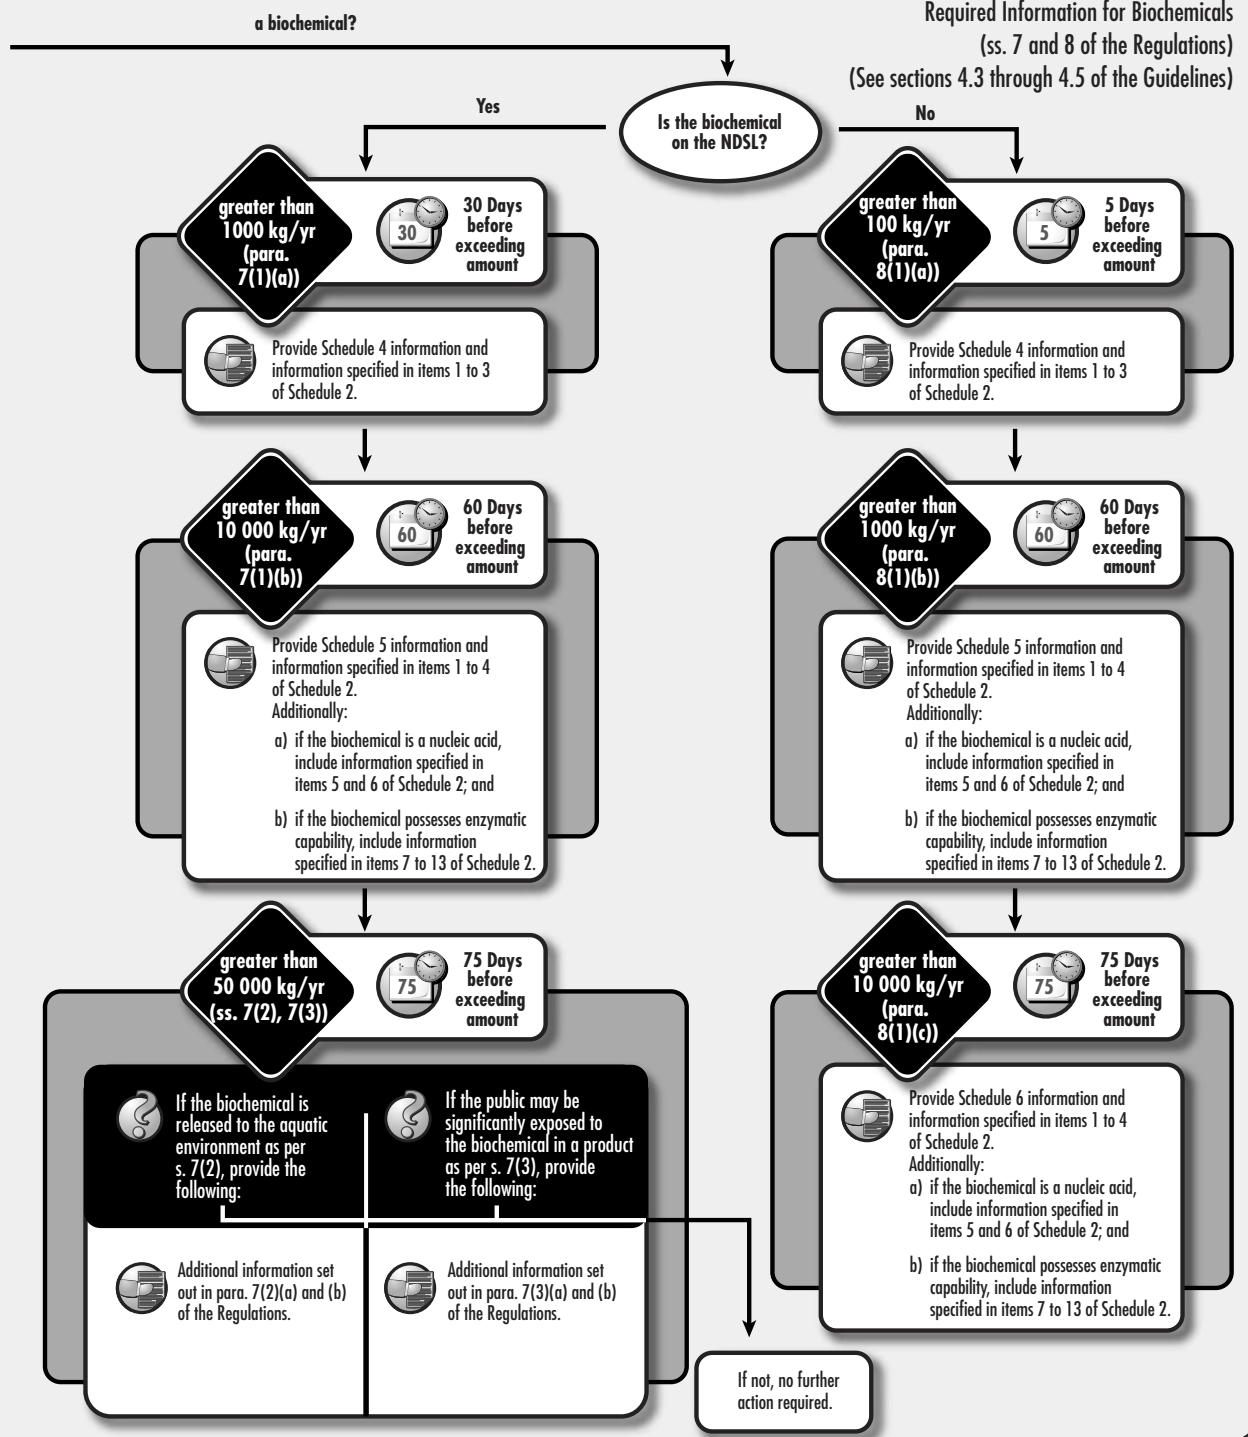 a biochemical?
Required Information for Biochemicals
(ss. 7 and 8 of the Regulations)
(See sections 4.3 through 4.5 of the Guidelines)
Is the biochemical
on the NDSL?
Yes
No
greater than
1000 kg/yr
(para.
7(1)(a))
30
30 Days
before
exceeding
amount
Provide Schedule 4 information and
information specified in items 1 to 3
of Schedule 2.
greater than
10 000 kg/yr
(para.
7(1)(b))
60
60 Days
before
exceeding
amount
Provide Schedule 5 information and
information specified in items 1 to 4
of Schedule 2.
Additionally:
a) if the biochemical is a nucleic acid,
include information specified in
items 5 and 6 of Schedule 2; and
b) if the biochemical possesses enzymatic
capability, include information
specified in items 7 to 13 of Schedule 2.
greater than
50 000 kg/yr
(ss. 7(2), 7(3))
75
75 Days
before
exceeding
amount
If the biochemical is
released to the aquatic
environment as per
s. 7(2), provide the
following:
If the public may be
significantly exposed to
the biochemical in a product
as per s. 7(3), provide
the following:
Additional information set
out in para. 7(2)(a) and (b)
of the Regulations.
Additional information set
out in para. 7(3)(a) and (b)
of the Regulations.
If not, no further
action required.
greater than
100 kg/yr
(para.
8(1)(a))
5
5 Days
before
exceeding
amount
Provide Schedule 4 information and
information specified in items 1 to 3
of Schedule 2.
greater than
1000 kg/yr
(para.
8(1)(b))
60
60 Days
before
exceeding
amount
Provide Schedule 5 information and
information specified in items 1 to 4
of Schedule 2.
Additionally:
a) if the biochemical is a nucleic acid,
include information specified in
items 5 and 6 of Schedule 2; and
b) if the biochemical possesses enzymatic
capability, include information
specified in items 7 to 13 of Schedule 2.
greater than
10 000 kg/yr
(para.
8(1)(c))
75
75 Days
before
exceeding
amount
Provide Schedule 6 information and
information specified in items 1 to 4
of Schedule 2.
Additionally:
a) if the biochemical is a nucleic acid,
include information specified in
items 5 and 6 of Schedule 2; and
b) if the biochemical possesses enzymatic
capability, include information
specified in items 7 to 13 of Schedule 2.